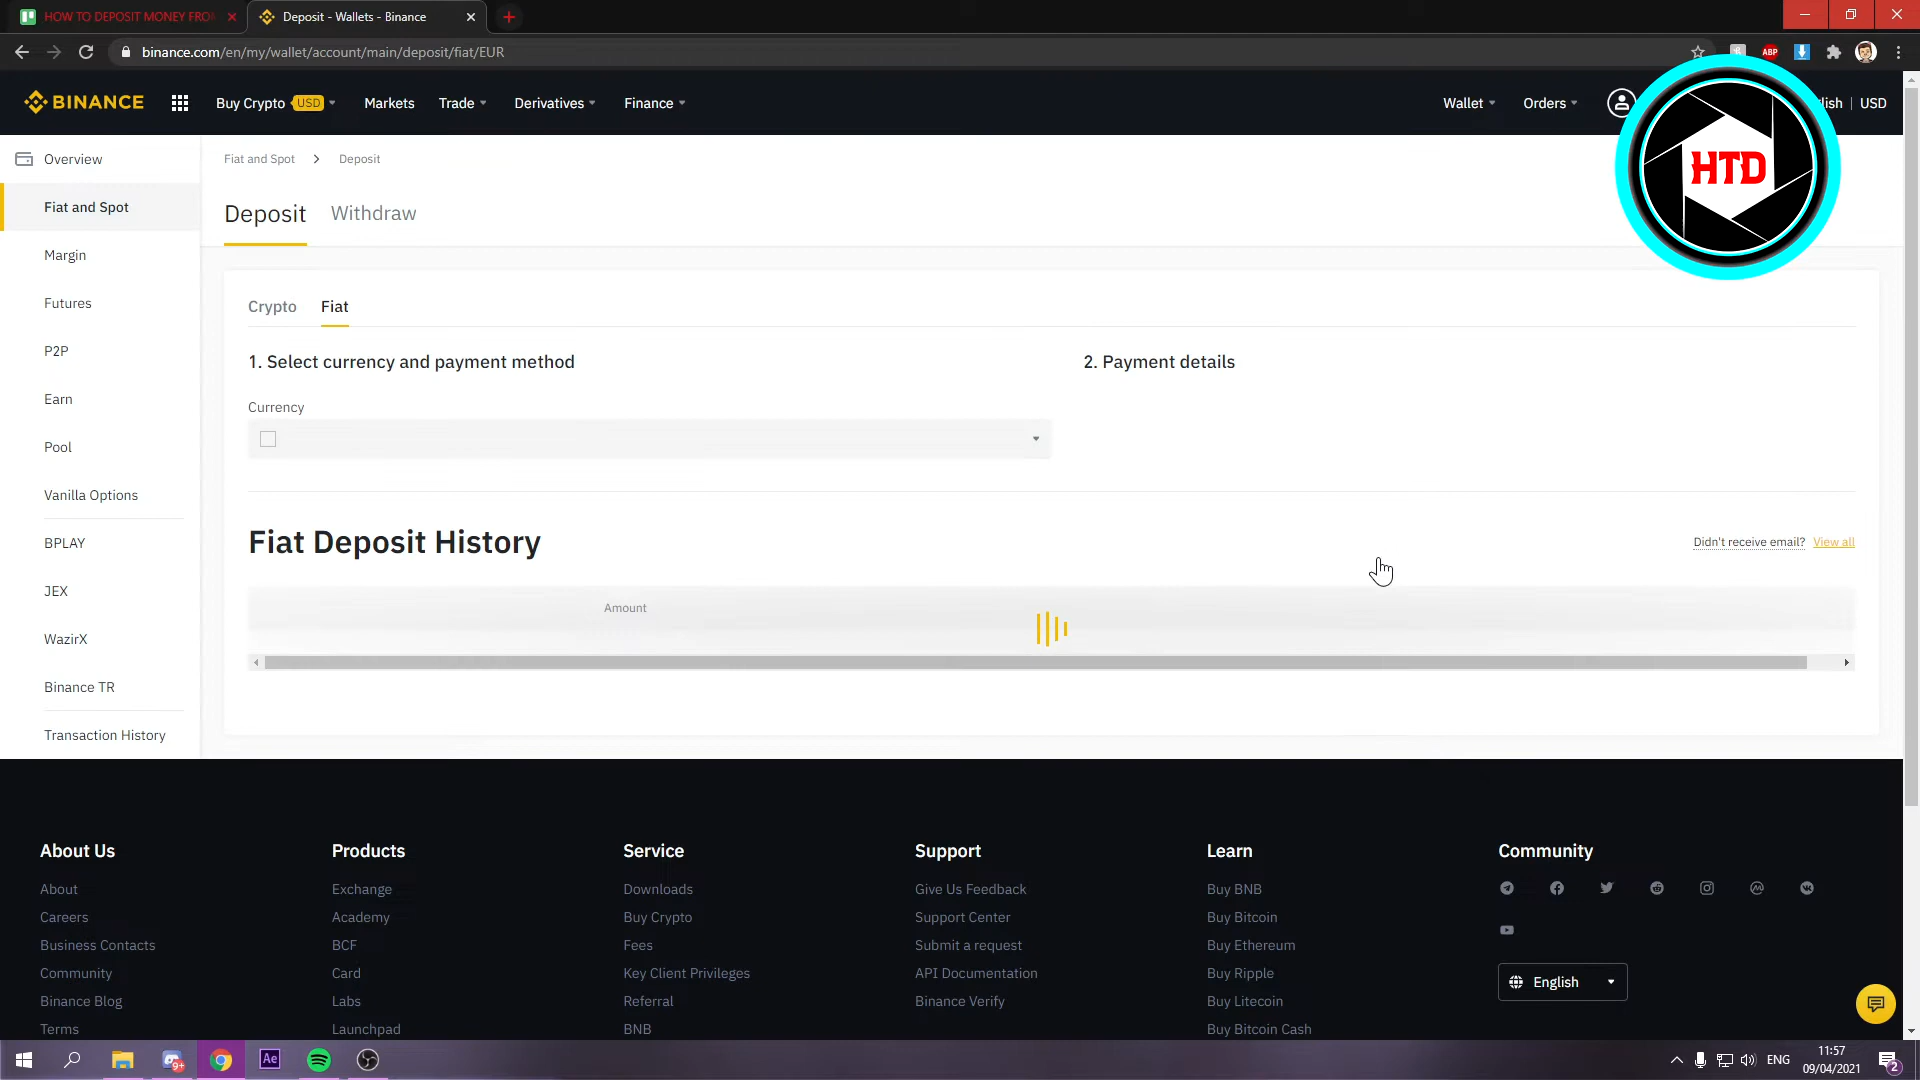 HOW TO DEPOSIT MONEY FROM
Deposit - Wallets - Binance
binance.com/en/my/wallet/account/main/deposit/fiat/EUR
ABP
BINANCE
Buy Crypto USD
Markets
Trade
Derivatives
Finance
Wallet
Orders
lish | USD
HTD
Overview
Fiat and Spot
Margin
Futures
P2P
Earn
Pool
Vanilla Options
BPLAY
JEX
WazirX
Binance TR
Transaction History
Fiat and Spot > Deposit
Deposit
Withdraw
Crypto
Fiat
1. Select currency and payment method
2. Payment details
Currency
Fiat Deposit History
Didn't receive email?
View all
Amount
About Us
About
Careers
Business Contacts
Community
Binance Blog
Terms
Products
Exchange
Academy
BCF
Card
Labs
Launchpad
Service
Downloads
Buy Crypto
Fees
Key Client Privileges
Referral
BNB
Support
Give Us Feedback
Support Center
Submit a request
API Documentation
Binance Verify
Learn
Buy BNB
Buy Bitcoin
Buy Ethereum
Buy Ripple
Buy Litecoin
Buy Bitcoin Cash
Community
English
9+
Ae
ENG
11:57
09/04/2021
2